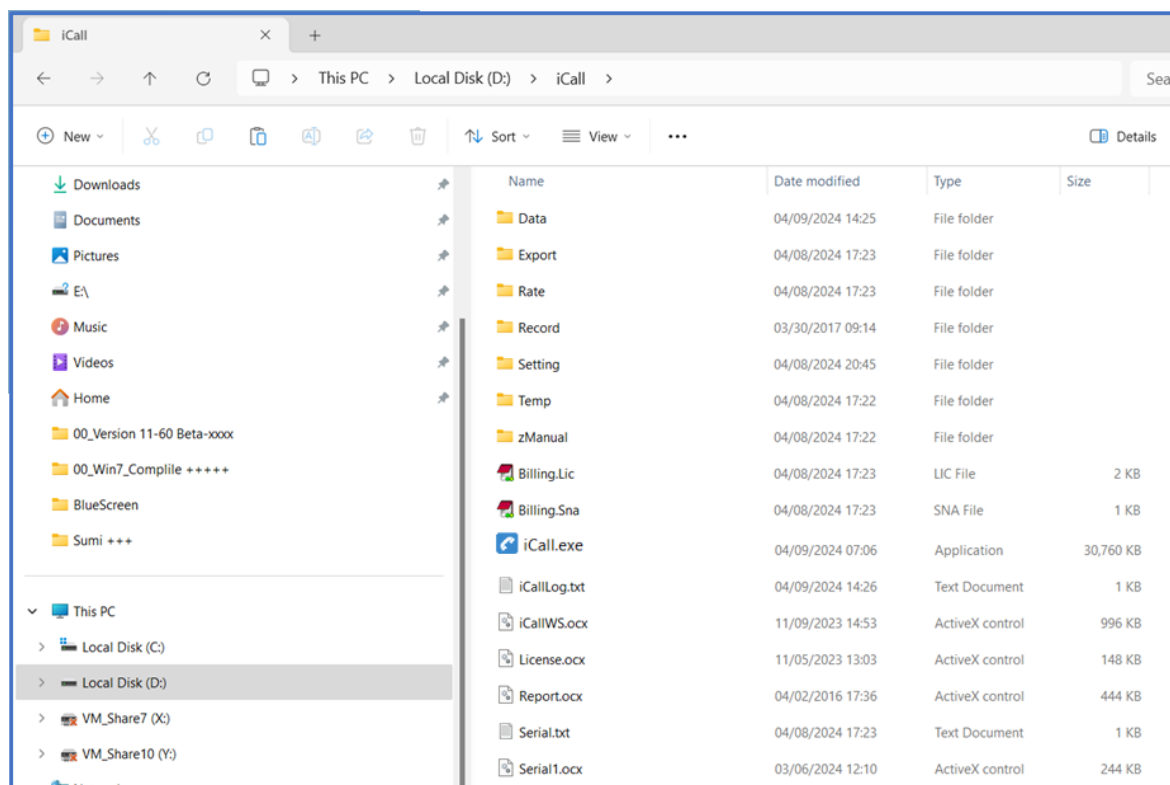 iCall
This PC > Local Disk (D:) > iCall >
Sea
New
Sort
View
Details
Downloads
Documents
Pictures
E:\
Music
Videos
Home
00_Version 11-60 Beta-xxxx
00_Win7_Complile +++++
BlueScreen
Sumi +++
This PC
Local Disk (C:)
Local Disk (D:)
VM_Share7 (X:)
VM_Share10 (Y:)
Name Date modified Type Size
Data 04/09/2024 14:25 File folder
Export 04/08/2024 17:23 File folder
Rate 04/08/2024 17:23 File folder
Record 03/30/2017 09:14 File folder
Setting 04/08/2024 20:45 File folder
Temp 04/08/2024 17:22 File folder
zManual 04/08/2024 17:22 File folder
Billing.Lic 04/08/2024 17:23 LIC File 2 KB
Billing.Sna 04/08/2024 17:23 SNA File 1 KB
iCall.exe 04/09/2024 07:06 Application 30,760 KB
iCallLog.txt 04/09/2024 14:26 Text Document 1 KB
iCallWS.ocx 11/09/2023 14:53 ActiveX control 996 KB
License.ocx 11/05/2023 13:03 ActiveX control 148 KB
Report.ocx 04/02/2016 17:36 ActiveX control 444 KB
Serial.txt 04/08/2024 17:23 Text Document 1 KB
Serial1.ocx 03/06/2024 12:10 ActiveX control 244 KB